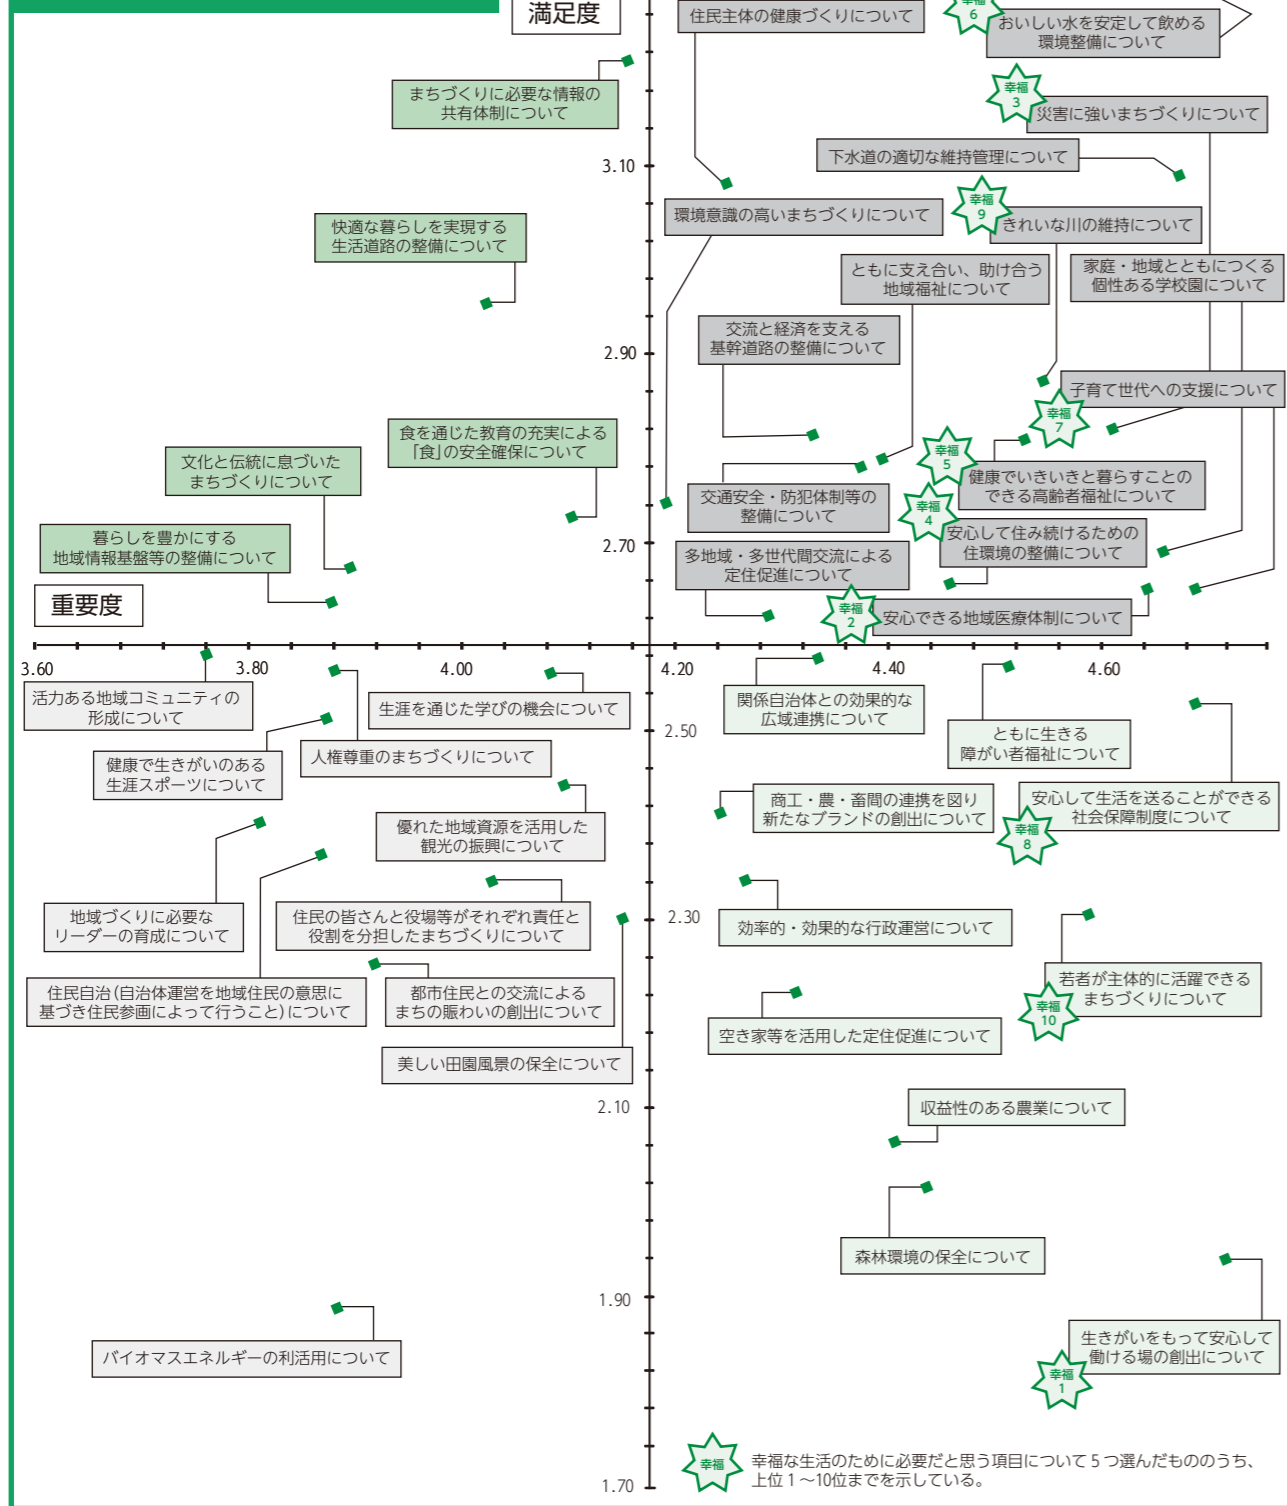 満足度
住民主体の健康づくりについて
幸福
6
おいしい水を安定して飲める
環境整備について
まちづくりに必要な情報の
共有体制について
幸福
3
災害に強いまちづくりについて
下水道の適切な維持管理について
3.10
環境意識の高いまちづくりについて
幸福
9
きれいな川の維持について
快適な暮らしを実現する
生活道路の整備について
ともに支え合い、助け合う
地域福祉について
家庭・地域とともにつくる
個性ある学校園について
交流と経済を支える
基幹道路の整備について
2.90
子育て世代への支援について
幸福
7
食を通じた教育の充実による
「食」の安全確保について
文化と伝統に息づいた
まちづくりについて
幸福
5
健康でいきいきと暮らすことの
できる高齢者福祉について
交通安全・防犯体制等の
整備について
幸福
4
安心して住み続けるための
住環境の整備について
暮らしを豊かにする
地域情報基盤等の整備について
2.70
多地域・多世代間交流による
定住促進について
重要度
幸福
2
安心できる地域医療体制について
3.60
3.80
4.00
4.20
4.40
4.60
活力ある地域コミュニティの
形成について
生涯を通じた学びの機会について
関係自治体との効果的な
広域連携について
2.50
ともに生きる
障がい者福祉について
人権尊重のまちづくりについて
健康で生きがいのある
生涯スポーツについて
商工・農・畜間の連携を図り
新たなブランドの創出について
安心して生活を送ることができる
社会保障制度について
幸福
8
優れた地域資源を活用した
観光の振興について
地域づくりに必要な
リーダーの育成について
住民の皆さんと役場等がそれぞれ責任と
役割を分担したまちづくりについて
2.30
効率的・効果的な行政運営について
住民自治(自治体運営を地域住民の意思に
基づき住民参画によって行うこと)について
都市住民との交流による
まちの賑わいの創出について
若者が主体的に活躍できる
まちづくりについて
幸福
10
空き家等を活用した定住促進について
美しい田園風景の保全について
2.10
収益性のある農業について
森林環境の保全について
1.90
バイオマスエネルギーの利活用について
生きがいをもって安心して
働ける場の創出について
幸福
1
幸福
幸福な生活のために必要だと思う項目について5つ選んだもののうち、
上位1〜10位までを示している。
1.70